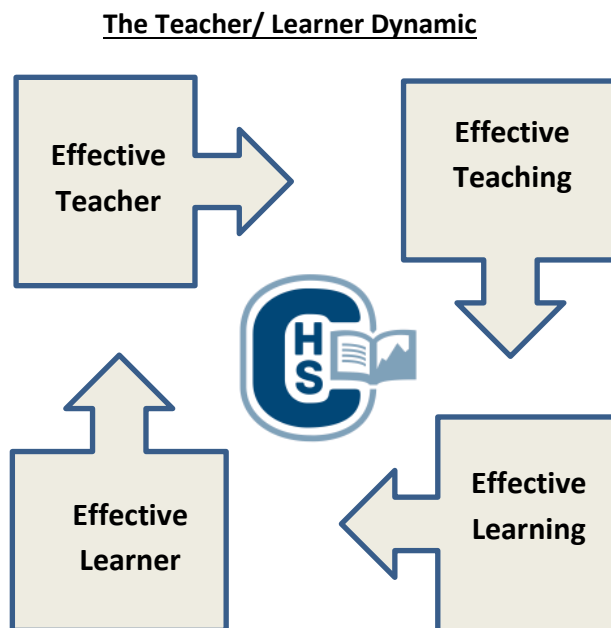 The Teacher/ Learner Dynamic
Effective
Teacher
Effective
Teaching
C
H
S
Effective
Learner
Effective
Learning